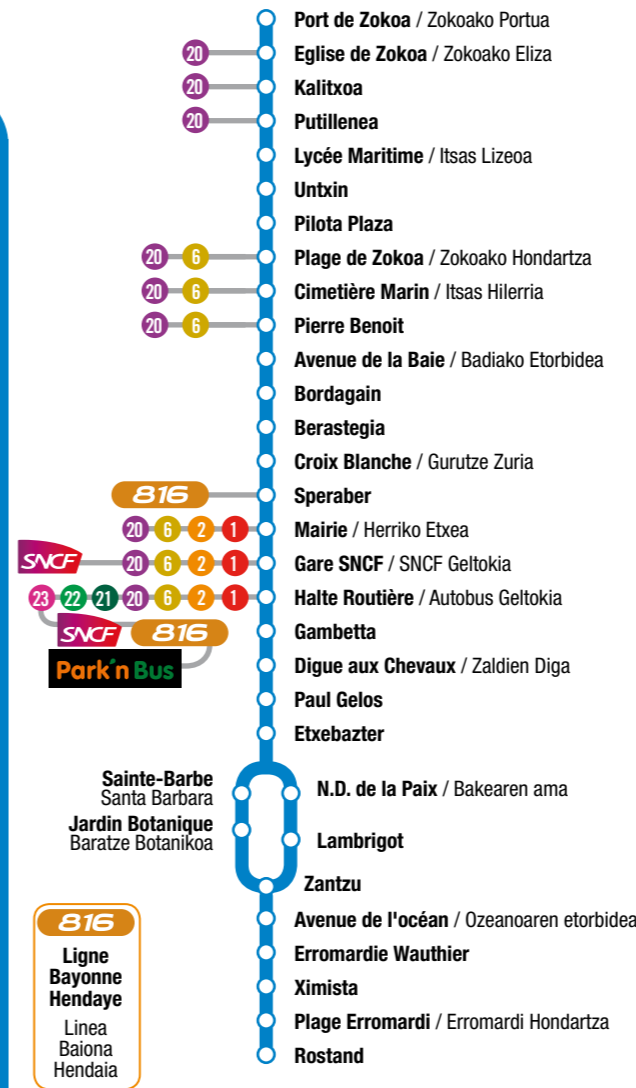 Port de Zokoa / Zokoako Portua
20 Eglise de Zokoa / Zokoako Eliza
20 Kalitxoa
20 Putillenea
Lycée Maritime / Itsas Lizeoa
Untxin
Pilota Plaza
20 6 Plage de Zokoa / Zokoako Hondartza
20 6 Cimetière Marin / Itsas Hilerria
20 6 Pierre Benoit
Avenue de la Baie / Badiako Etorbidea
Bordagain
Berastegia
Croix Blanche / Gurutze Zuria
816 Speraber
20 6 2 1 Mairie / Herriko Etxea
SNCF 20 6 2 1 Gare SNCF / SNCF Geltokia
23 22 21 20 6 2 1 Halte Routière / Autobus Geltokia
SNCF 816 Gambetta
Park'n Bus Digue aux Chevaux / Zaldien Diga
Paul Gelos
Etxebazter
Sainte-Barbe
Santa Barbara
N.D. de la Paix / Bakearen ama
Jardin Botanique
Baratze Botanikoa
Lambrigot
Zantzu
Avenue de l'océan / Ozeanoaren etorbidea
Erromardie Wauthier
Ximista
Plage Erromardi / Erromardi Hondartza
Rostand
816
Ligne
Bayonne
Hendaye
Linea
Baiona
Hendaia